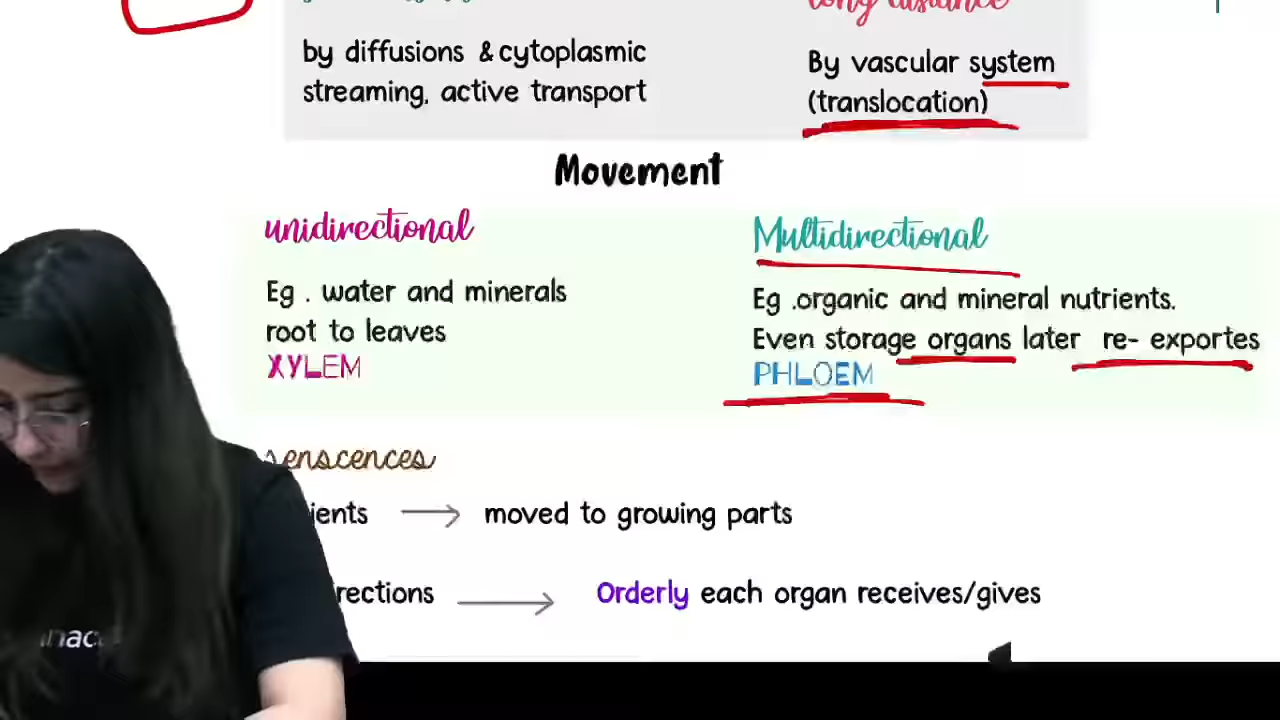 long distance
by diffusions & cytoplasmic
streaming, active transport
By vascular system
(translocation)
Movement
unidirectional
Eg . water and minerals
root to leaves
XYLEM
Multidirectional
Eg .organic and mineral nutrients.
Even storage organs later re- exportes
PHLOEM
enscences
moved to growing parts
Orderly each organ receives/gives